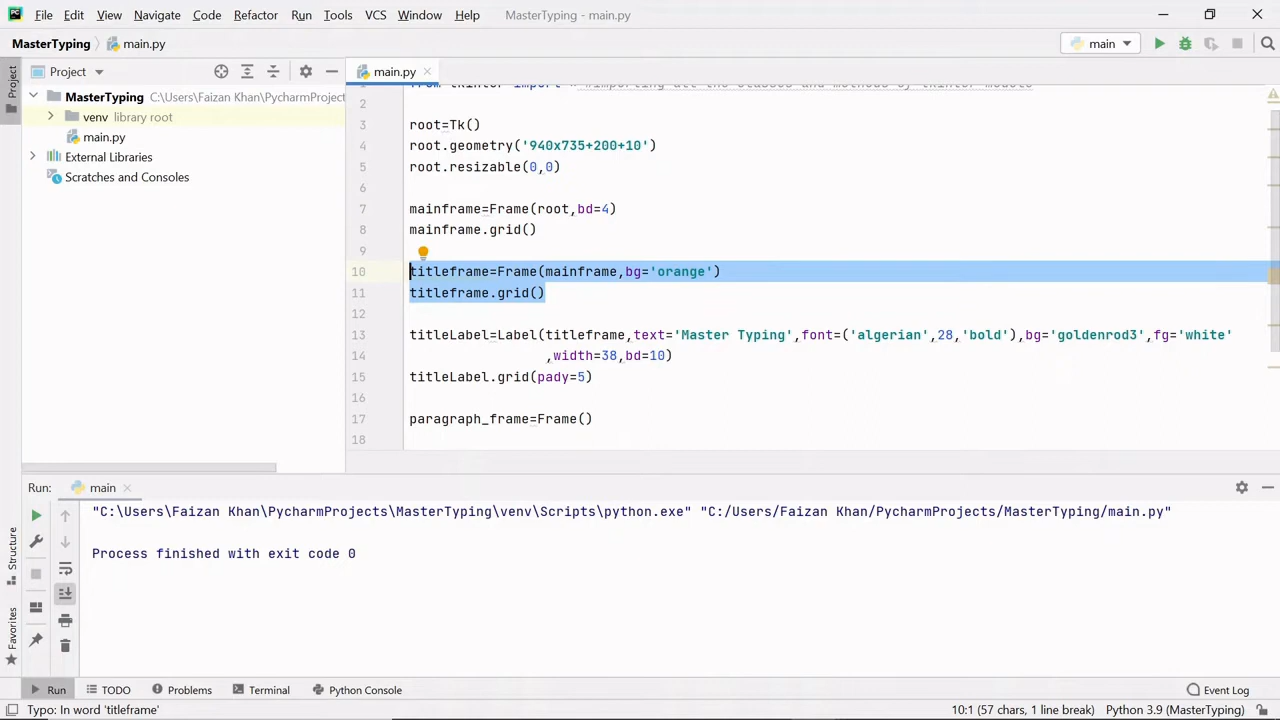 File Edit View Navigate Code Refactor Run Tools VCS Window Help MasterTyping - main.py
MasterTyping main.py main
Project main.py
Project
MasterTyping C:\Users\Faizan Khan\PycharmProject
venv library root
main.py
External Libraries
Scratches and Consoles
2
3 root=Tk()
4 root.geometry('940x735+200+10')
5 root.resizable(0,0)
6
7 mainframe=Frame(root,bd=4)
8 mainframe.grid()
9
10 titleframe=Frame(mainframe,bg='orange')
11 titleframe.grid()
12
13 titleLabel=Label(titleframe,text='Master Typing',font=('algerian',28,'bold'),bg='goldenrod3',fg='white'
14 ,width=38,bd=10)
15 titleLabel.grid(pady=5)
16
17 paragraph_frame=Frame()
18
Run: main
"C:\Users\Faizan Khan\PycharmProjects\MasterTyping\venv\Scripts\python.exe" "C:/Users/Faizan Khan/PycharmProjects/MasterTyping/main.py"
Process finished with exit code 0
Structure
Favorites
Run TODO Problems Terminal Python Console Event Log
Typo: In word 'titleframe' 10:1 (57 chars, 1 line break) Python 3.9 (MasterTyping)